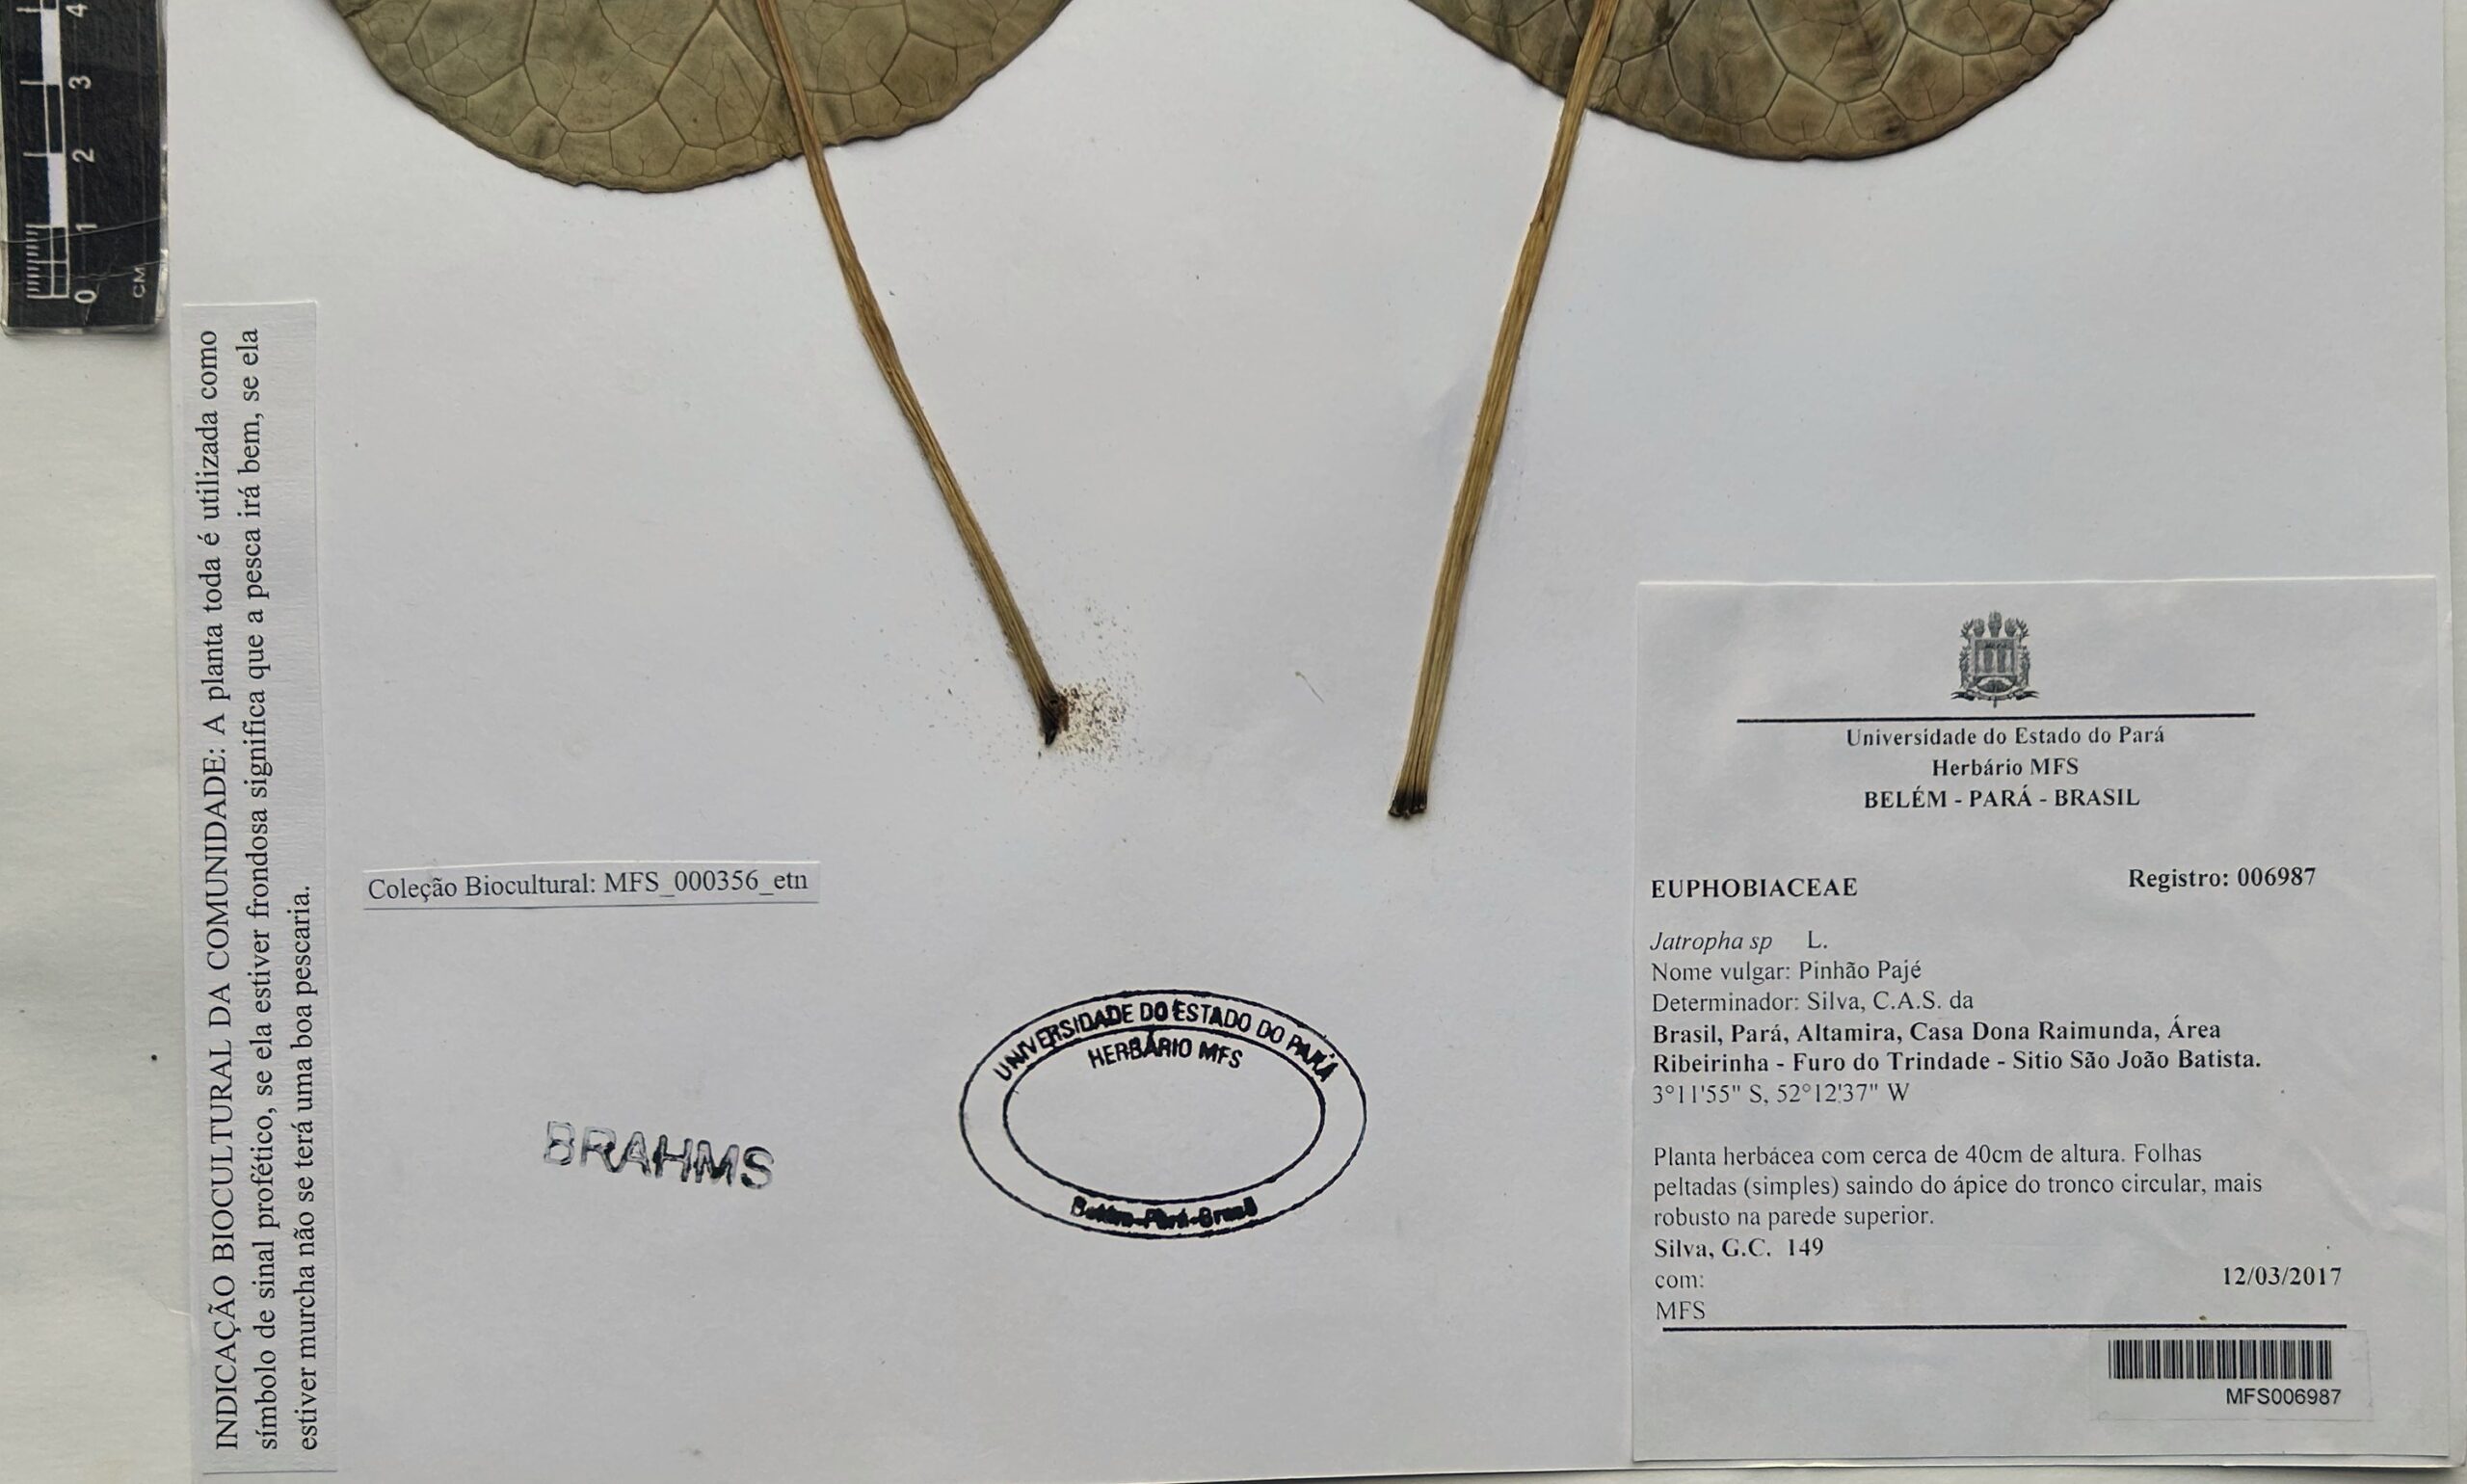 4
3
2
1
0
CM
INDICAÇÃO BIOCULTURAL DA COMUNIDADE: A planta toda é utilizada como
símbolo de sinal profético, se ela estiver frondosa significa que a pesca irá bem, se ela
estiver murcha não se terá uma boa pescaria.
Coleção Biocultural: MFS_000356_etn
BRAHMS
UNIVERSIDADE DO ESTADO DO PARÁ
HERBÁRIO MFS
Belém-Pará-Brasil
Universidade do Estado do Pará
Herbário MFS
BELÉM - PARÁ - BRASIL
EUPHOBIACEAE Registro: 006987
Jatropha sp L.
Nome vulgar: Pinhão Pajé
Determinador: Silva, C.A.S. da
Brasil, Pará, Altamira, Casa Dona Raimunda, Área
Ribeirinha - Furo do Trindade - Sitio São João Batista.
3°11'55" S, 52°12'37" W
Planta herbácea com cerca de 40cm de altura. Folhas
peltadas (simples) saindo do ápice do tronco circular, mais
robusto na parede superior.
Silva, G.C. 149
com: 12/03/2017
MFS
MFS006987